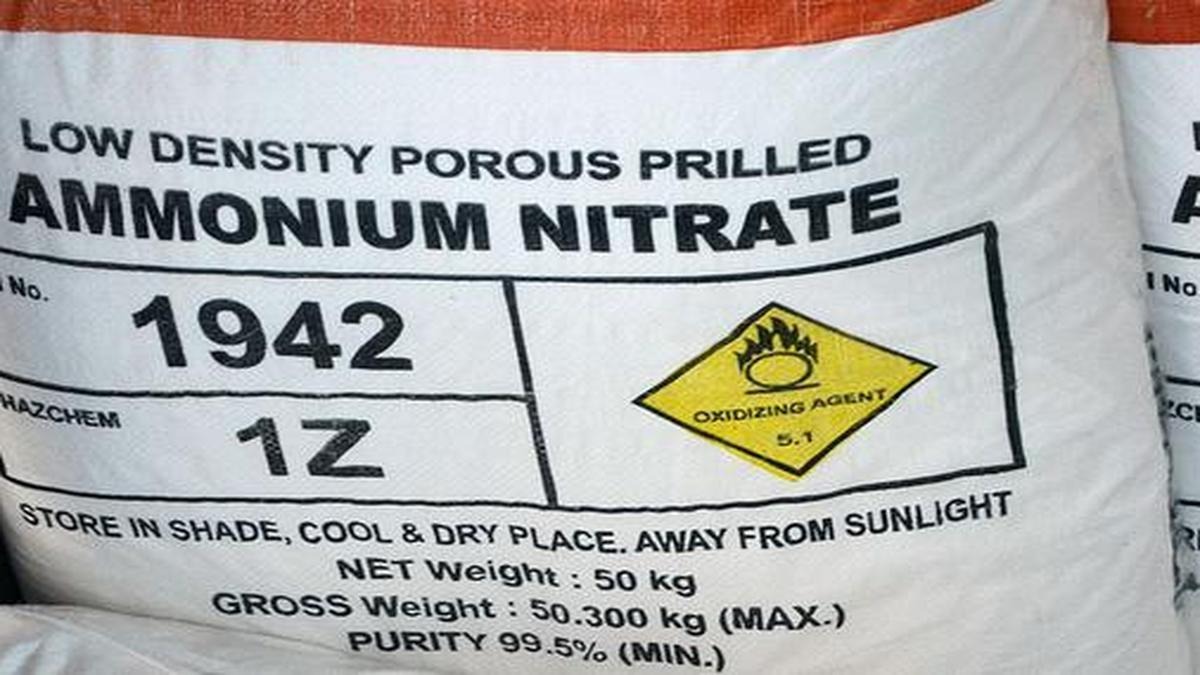 LOW DENSITY POROUS PRILLED
AMMONIUM NITRATE
No.
1942
HAZCHEM
1Z
OXIDIZING AGENT
5.1
STORE IN SHADE, COOL & DRY PLACE. AWAY FROM SUNLIGHT
NET Weight : 50 kg
GROSS Weight : 50.300 kg (MAX.)
PURITY 99.5% (MIN.)
No